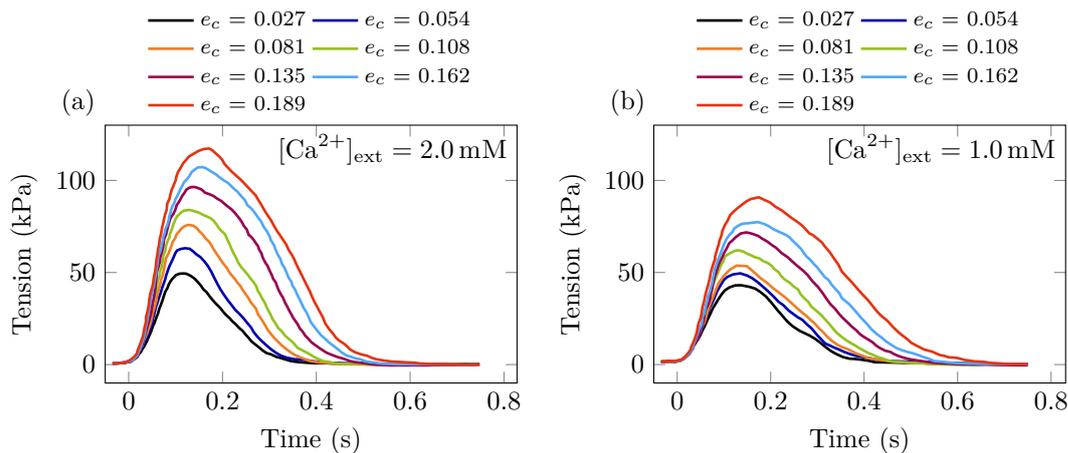 e_c = 0.027 e_c = 0.054
e_c = 0.081 e_c = 0.108
e_c = 0.135 e_c = 0.162
e_c = 0.189
(a)
[Ca²⁺]ext = 2.0 mM
100
50
0
Tension (kPa)
0 0.2 0.4 0.6 0.8
Time (s)
e_c = 0.027 e_c = 0.054
e_c = 0.081 e_c = 0.108
e_c = 0.135 e_c = 0.162
e_c = 0.189
(b)
[Ca²⁺]ext = 1.0 mM
100
50
0
Tension (kPa)
0 0.2 0.4 0.6 0.8
Time (s)